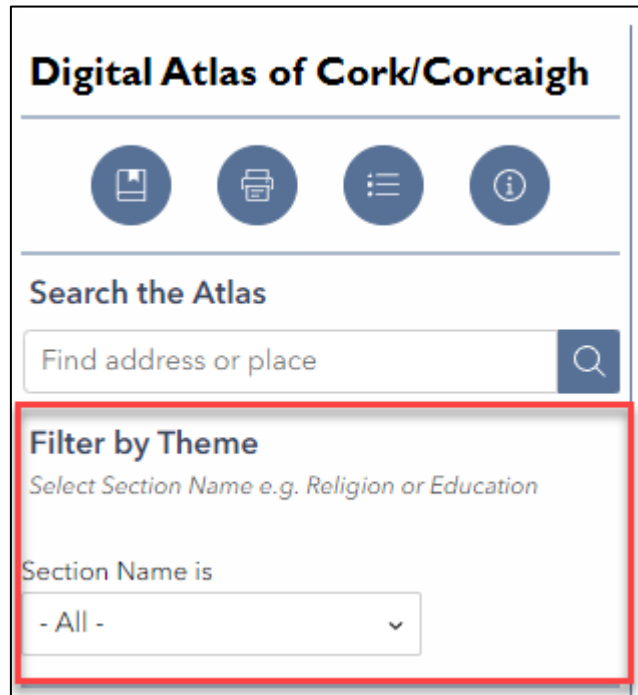 Digital Atlas of Cork/Corcaigh
Search the Atlas
Find address or place
Filter by Theme
Select Section Name e.g. Religion or Education
Section Name is
- All -